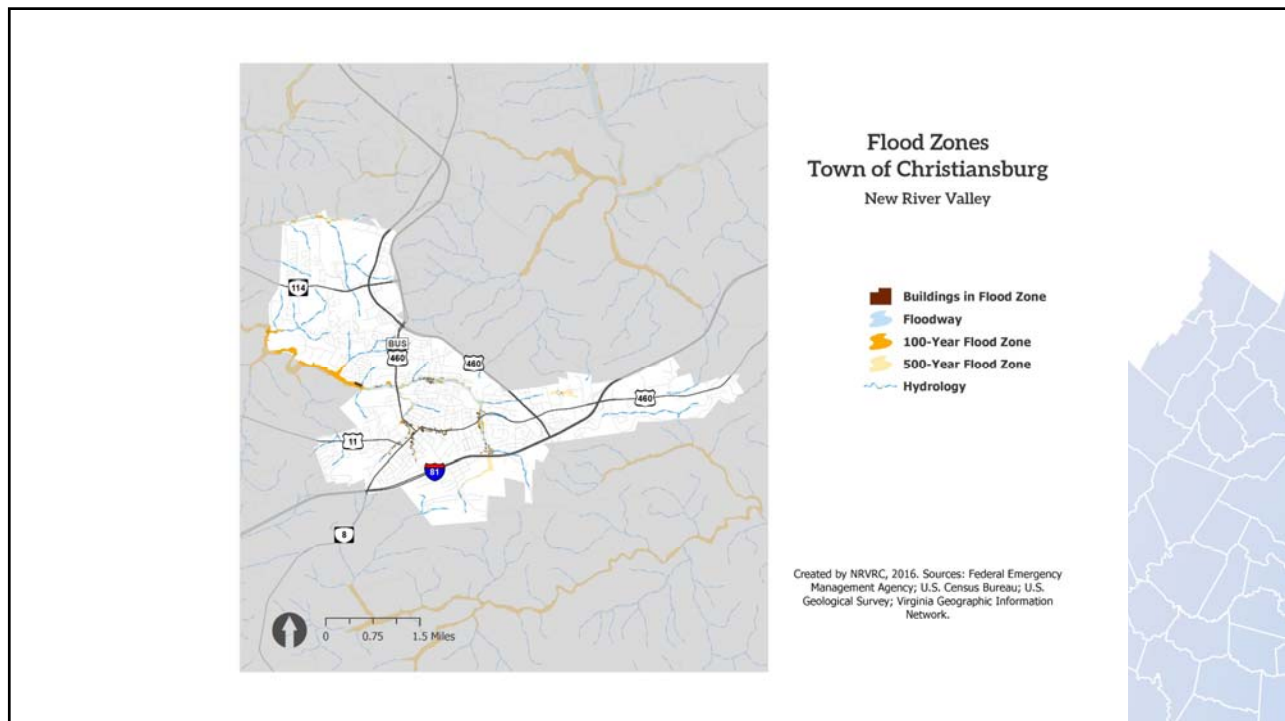 Flood Zones
Town of Christiansburg
New River Valley
114
BUS
460
460
460
11
81
8
Buildings in Flood Zone
Floodway
100-Year Flood Zone
500-Year Flood Zone
Hydrology
0 0.75 1.5 Miles
Created by NRVRC, 2016. Sources: Federal Emergency
Management Agency; U.S. Census Bureau; U.S.
Geological Survey; Virginia Geographic Information
Network.